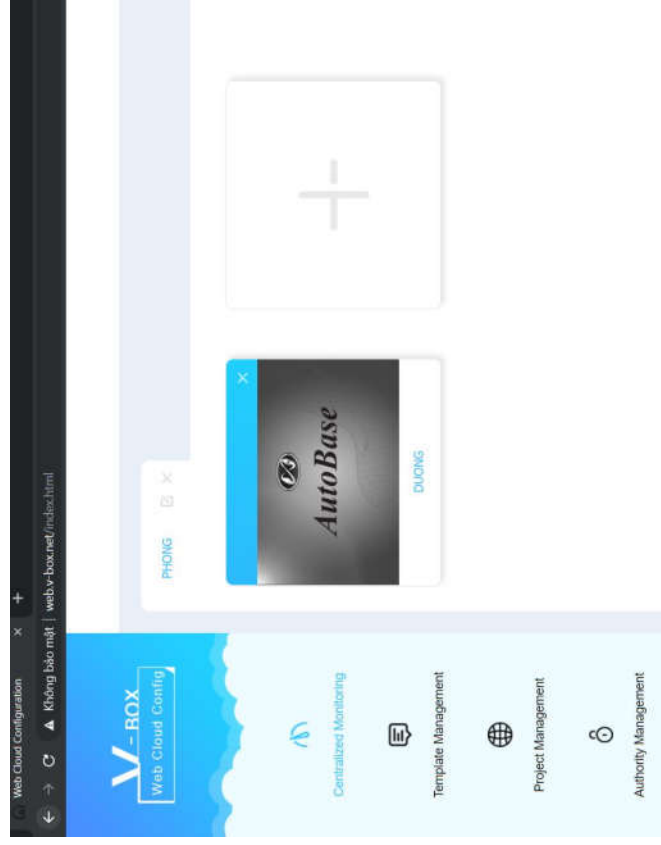 Web Cloud Configuration
Không bảo mật | web.v-box.net/index.html
V - BOX
Web Cloud Config
Centralized Monitoring
Template Management
Project Management
Authority Management
PHONG
AutoBase
DUONG